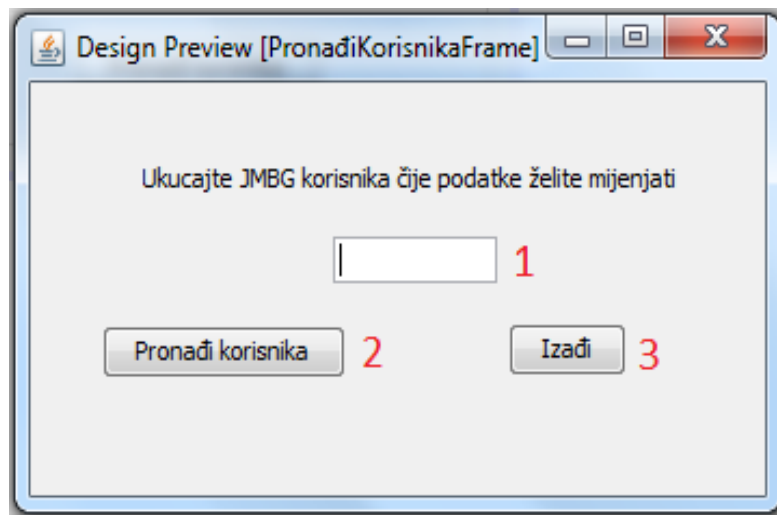 Design Preview [PronađiKorisnikaFrame]
Ukucajte JMBG korisnika čije podatke želite mijenjati
1
Pronađi korisnika 2 Izađi 3